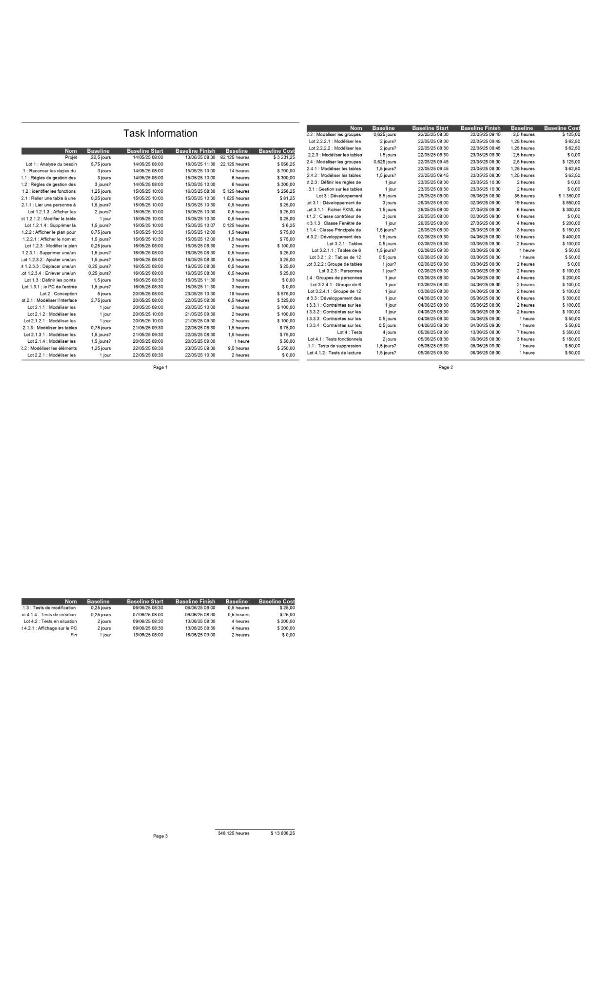 Task Information
Nom Baseline Baseline Start Baseline Finish Baseline Baseline Cost
Projet 22,5 jours 14/05/25 08:00 13/06/25 08:30 82,125 heures $ 3 231,25
Lot 1 : Analyse du besoin 5,75 jours 14/05/25 08:00 16/05/25 11:30 22,125 heures $ 956,25
.1 : Recenser les règles du 3 jours 14/05/25 08:00 15/05/25 10:00 14 heures $ 700,00
1.1 : Règles de gestion des 3 jours 14/05/25 08:00 15/05/25 10:00 6 heures $ 300,00
1.2 : Règles de gestion des 3 jours? 14/05/25 08:00 15/05/25 10:00 6 heures $ 300,00
1.2 : identifier les fonctions 1,25 jours 15/05/25 10:00 16/05/25 08:30 5,125 heures $ 256,25
2.1 : Relier une table à une 0,25 jours 15/05/25 10:00 15/05/25 10:30 1,625 heures $ 81,25
2.1.1 : Lier une personne à 1,5 jours? 15/05/25 10:00 15/05/25 10:30 0,5 heures $ 25,00
Lot 1.2.1.3 : Afficher les 2 jours? 15/05/25 10:00 15/05/25 10:30 0,5 heures $ 25,00
ot 1.2.1.2 : Modifier la table 1 jour 15/05/25 10:00 15/05/25 10:30 0,5 heures $ 25,00
Lot 1.2.1.4 : Supprimer la 1,5 jours? 15/05/25 10:00 15/05/25 10:07 0,125 heures $ 6,25
1.2.2 : Afficher le plan pour 0,75 jours 15/05/25 10:30 15/05/25 12:00 1,5 heures $ 75,00
1.2.2.1 : Afficher le nom et 1,5 jours? 15/05/25 10:30 15/05/25 12:00 1,5 heures $ 75,00
Lot 1.2.3 : Modifier le plan 0,25 jours 16/05/25 08:00 16/05/25 08:30 2 heures $ 100,00
1.2.3.1 : Supprimer une/un 1,5 jours? 16/05/25 08:00 16/05/25 08:30 0,5 heures $ 25,00
Lot 1.2.3.2 : Ajouter une/un 1,5 jours? 16/05/25 08:00 16/05/25 08:30 0,5 heures $ 25,00
t 1.2.3.3 : Déplacer une/un 0,25 jours? 16/05/25 08:00 16/05/25 08:30 0,5 heures $ 25,00
ot 1.2.3.4 : Enlever une/un 0,25 jours? 16/05/25 08:00 16/05/25 08:30 0,5 heures $ 25,00
Lot 1.3 : Définir les points 1,5 jours 16/05/25 08:30 16/05/25 11:30 3 heures $ 0,00
Lot 1.3.1 : le PC de l'entrée 1,5 jours? 16/05/25 08:30 16/05/25 11:30 3 heures $ 0,00
Lot 2 : Conception 5 jours 20/05/25 08:00 23/05/25 10:30 18 heures $ 575,00
ot 2.1 : Modéliser l'interface 2,75 jours 20/05/25 08:00 22/05/25 08:30 6,5 heures $ 325,00
Lot 2.1.1 : Modéliser les 1 jour 20/05/25 08:00 20/05/25 10:00 2 heures $ 100,00
Lot 2.1.2 : Modéliser les 1 jour 20/05/25 10:00 21/05/25 09:30 2 heures $ 100,00
Lot 2.1.2.1 : Modéliser les 1 jour 20/05/25 10:00 21/05/25 09:30 2 heures $ 100,00
2.1.3 : Modéliser les tables 0,75 jours 21/05/25 09:30 22/05/25 08:30 1,5 heures $ 75,00
Lot 2.1.3.1 : Modéliser les 1,5 jours? 21/05/25 09:30 22/05/25 08:30 1,5 heures $ 75,00
Lot 2.1.4 : Modéliser les 1,5 jours? 20/05/25 08:00 20/05/25 09:00 1 heure $ 50,00
2.2 : Modéliser les éléments 1,25 jours 22/05/25 08:30 23/05/25 08:30 9,5 heures $ 250,00
Lot 2.2.1 : Modéliser les 1 jour 22/05/25 08:30 22/05/25 10:30 2 heures $ 0,00
Page 1
Nom Baseline Baseline Start Baseline Finish Baseline Baseline Cost
2.2 : Modéliser les groupes 0,625 jours 22/05/25 08:30 22/05/25 09:45 2,5 heures $ 125,00
Lot 2.2.2.1 : Modéliser les 2 jours? 22/05/25 08:30 22/05/25 09:45 1,25 heures $ 62,50
Lot 2.2.2.2 : Modéliser les 2 jours? 22/05/25 08:30 22/05/25 09:45 1,25 heures $ 62,50
2.2.3 : Modéliser les tables 1,5 jours 22/05/25 08:30 23/05/25 08:30 2,5 heures $ 0,00
2.4 : Modéliser les groupes 0,625 jours 22/05/25 09:45 23/05/25 08:30 2,5 heures $ 125,00
2.4.1 : Modéliser les tables 1,5 jours? 22/05/25 09:45 23/05/25 08:30 1,25 heures $ 62,50
2.4.2 : Modéliser les tables 1,5 jours? 22/05/25 09:45 23/05/25 08:30 1,25 heures $ 62,50
ot 2.3 : Définir les règles de 1 jour 23/05/25 08:30 23/05/25 10:30 2 heures $ 0,00
.3.1 : Gestion sur les tables 1 jour 23/05/25 08:30 23/05/25 10:30 2 heures $ 0,00
Lot 3 : Développement 5,5 jours 26/05/25 08:00 05/06/25 08:30 35 heures $ 1 350,00
ot 3.1 : Développement de 3 jours 26/05/25 08:00 02/06/25 09:30 19 heures $ 650,00
Lot 3.1.1 : Fichier FXML de 1,5 jours 26/05/25 08:00 27/05/25 09:30 6 heures $ 300,00
3.1.2 : Classe contrôleur de 3 jours 26/05/25 08:00 02/06/25 09:30 6 heures $ 0,00
t 3.1.3 : Classe Fenêtre de 1 jour 26/05/25 08:00 27/05/25 08:30 4 heures $ 200,00
3.1.4 : Classe Principale de 1,5 jours? 26/05/25 08:00 26/05/25 09:30 3 heures $ 150,00
ot 3.2 : Développement des 1,5 jours 02/06/25 09:30 04/06/25 08:30 10 heures $ 400,00
Lot 3.2.1 : Tables 0,5 jours 02/06/25 09:30 03/06/25 08:30 2 heures $ 100,00
Lot 3.2.1.1 : Tables de 6 1,5 jours? 02/06/25 09:30 03/06/25 08:30 1 heure $ 50,00
Lot 3.2.1.2 : Tables de 12 0,5 jours 02/06/25 09:30 03/06/25 08:30 1 heure $ 50,00
Lot 3.2.2 : Groupe de tables 1 jour? 02/06/25 09:30 03/06/25 09:30 2 heures $ 0,00
Lot 3.2.3 : Personnes 1 jour? 02/06/25 09:30 03/06/25 09:30 2 heures $ 100,00
2.4 : Groupes de personnes 1 jour 03/06/25 08:30 04/06/25 08:30 4 heures $ 200,00
Lot 3.2.4.1 : Groupe de 6 1 jour 03/06/25 08:30 04/06/25 08:30 2 heures $ 100,00
Lot 3.2.4.1 : Groupe de 12 1 jour 03/06/25 08:30 04/06/25 08:30 2 heures $ 100,00
ot 3.3 : Développement des 1 jour 04/06/25 08:30 05/06/25 08:30 6 heures $ 300,00
t 3.3.1 : Contraintes sur les 1 jour 04/06/25 08:30 05/06/25 08:30 2 heures $ 100,00
t 3.3.2 : Contraintes sur les 1 jour 04/06/25 08:30 05/06/25 08:30 2 heures $ 100,00
t 3.3.3 : Contraintes sur les 0,5 jours 04/06/25 08:30 04/06/25 09:30 1 heure $ 50,00
t 3.3.4 : Contraintes sur les 0,5 jours 04/06/25 08:30 04/06/25 09:30 1 heure $ 50,00
Lot 4 : Tests 4 jours 05/06/25 08:30 13/06/25 08:30 7 heures $ 350,00
Lot 4.1 : Tests fonctionnels 2 jours 05/06/25 08:30 09/06/25 08:30 3 heures $ 150,00
.1.1 : Tests de suppression 1,5 jours? 05/06/25 08:30 05/06/25 09:30 1 heure $ 50,00
Lot 4.1.2 : Tests de lecture 1,5 jours? 05/06/25 09:30 06/06/25 08:30 1 heure $ 50,00
Page 2
Nom Baseline Baseline Start Baseline Finish Baseline Baseline Cost
.1.3 : Tests de modification 0,25 jours 06/06/25 08:30 06/06/25 09:00 0,5 heures $ 25,00
ot 4.1.4 : Tests de création 0,25 jours 07/06/25 08:00 09/06/25 08:30 0,5 heures $ 25,00
Lot 4.2 : Tests en situation 2 jours 09/06/25 08:30 13/06/25 08:30 4 heures $ 200,00
t 4.2.1 : Affichage sur le PC 2 jours 09/06/25 08:30 13/06/25 08:30 4 heures $ 200,00
Fin 1 jour 13/06/25 08:00 16/06/25 09:00 2 heures $ 0,00
348,125 heures $ 13 806,25
Page 3